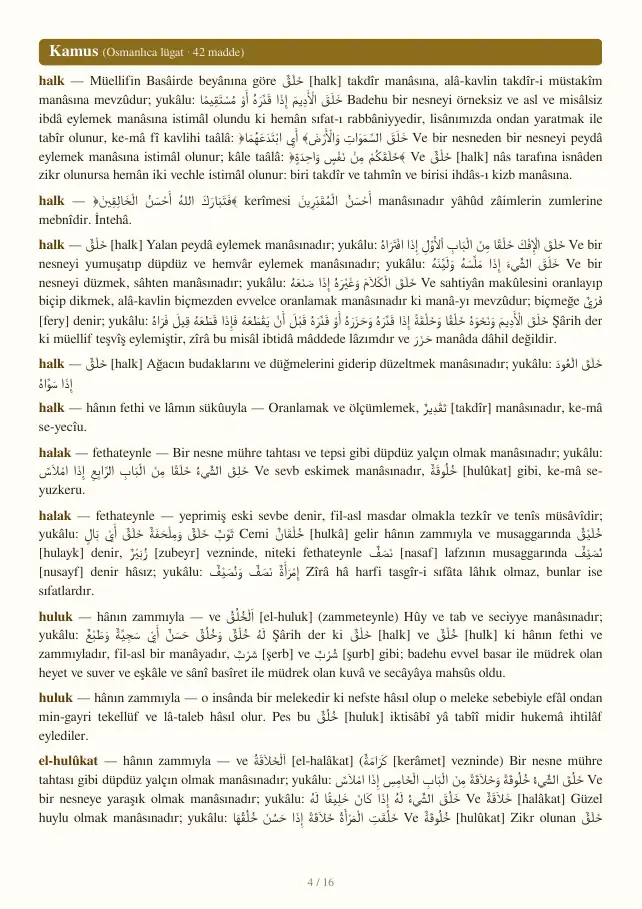 Kamus (Osmanlıca lügat · 42 madde)
halk — Müellifin Basâirde beyânına göre خَلْقٌ [halk] takdîr manâsına, alâ-kavlin takdîr-i müstakîm
manâsına mevzûdur; yukâlu: خَلَقَ الْأَدِيمَ إِذَا قَدَّرَهُ أَوْ مُسْتَقِيمًا Badehu bir nesneyi örneksiz ve asl ve misâlsiz
ibdâ eylemek manâsına istimâl olundu ki hemân sıfat-ı rabbâniyyedir, lisânımızda ondan yaratmak ile
tabîr olunur, ke-mâ fî kavlihi taâlâ: ﴿خَلَقَ السَّمَوَاتِ وَالْأَرْضَ﴾ أَيِ ابْتَدَعَهُمَا Ve bir nesneden bir nesneyi peydâ
eylemek manâsına istimâl olunur; kâle taâlâ: ﴿خَلَقَكُمْ مِنْ نَفْسٍ وَاحِدَةٍ﴾ Ve خَلْقٌ [halk] nâs tarafına isnâden
zikr olunursa hemân iki vechle istimâl olunur: biri takdîr ve tahmîn ve birisi ihdâs-ı kizb manâsına.
halk — ﴿فَتَبَارَكَ اللهُ أَحْسَنُ الْخَالِقِينَ﴾ kerîmesi أَحْسَنُ الْمُقَدِّرِينَ manâsınadır yâhûd zâimlerin zumlerine
mebnîdir. İntehâ.
halk — خَلْقٌ [halk] Yalan peydâ eylemek manâsınadır; yukâlu: خَلَقَ الْإِفْكَ خَلْقًا مِنَ الْبَابِ الْأَوَّلِ إِذَا افْتَرَاهُ Ve bir
nesneyi yumuşatıp düpdüz ve hemvâr eylemek manâsınadır; yukâlu: خَلَقَ الشَّيْءَ إِذَا مَلَّسَهُ وَلَيَّنَهُ Ve bir
nesneyi düzmek, sâhten manâsınadır; yukâlu: خَلَقَ الْكَلَامَ وَغَيْرَهُ إِذَا صَنَعَهُ Ve sahtiyân makûlesini oranlayıp
biçip dikmek, alâ-kavlin biçmezden evvelce oranlamak manâsınadır ki manâ-yı mevzûdur; biçmeğe فَرْيٌ
[fery] denir; yukâlu: خَلَقَ الْأَدِيمَ وَنَحْوَهُ خَلْقًا وَخَلْقَةً إِذَا قَدَّرَهُ وَحَزَرَهُ أَوْ قَدَّرَهُ قَبْلَ أَنْ يَقْطَعَهُ فَإِذَا قَطَعَهُ قِيلَ فَرَاهُ Şârih der
ki müellif teşvîş eylemiştir, zîrâ bu misâl ibtidâ mâddede lâzımdır ve حَزَرَ manâda dâhil değildir.
halk — خَلْقٌ [halk] Ağacın budaklarını ve düğmelerini giderip düzeltmek manâsınadır; yukâlu: خَلَقَ الْعُودَ
إِذَا سَوَّاهُ
halk — hânın fethi ve lâmın sükûuyla — Oranlamak ve ölçümlemek, تَقْدِيرٌ [takdîr] manâsınadır, ke-mâ
se-yecîu.
halak — fethateynle — Bir nesne mühre tahtası ve tepsi gibi düpdüz yalçın olmak manâsınadır; yukâlu:
خَلِقَ الشَّيْءُ خَلَقًا مِنَ الْبَابِ الرَّابِعِ إِذَا امْلَاسَّ Ve sevb eskimek manâsınadır, خُلُوقَةٌ [hulûkat] gibi, ke-mâ se-
yuzkeru.
halak — fethateynle — yeprimiş eski sevbe denir, fil-asl masdar olmakla tezkîr ve tenîs müsâvîdir;
yukâlu: ثَوْبٌ خَلَقٌ وَمِلْحَفَةٌ خَلَقٌ أَيْ بَالٍ Cemi خُلْقَانٌ [hulkâ] gelir hânın zammıyla ve musaggarında خُلَيْقٌ
[hulayk] denir, زُبَيْرٌ [zubeyr] vezninde, niteki fethateynle نَصَفٌ [nasaf] lafzının musaggarında نُصَيْفٌ
[nusayf] denir hâsız; yukâlu: إِمْرَأَةٌ نَصَفٌ وَنُصَيْفٌ Zîrâ hâ harfi tasgîr-i sıfâta lâhık olmaz, bunlar ise
sıfatlardır.
huluk — hânın zammıyla — ve اَلْخُلُقُ [el-huluk] (zammeteynle) Hûy ve tab ve seciyye manâsınadır;
yukâlu: لَهُ خُلْقٌ وَخُلُقٌ حَسَنٌ أَيْ سَجِيَّةٌ وَطَبْعٌ Şârih der ki خَلْقٌ [halk] ve خُلْقٌ [hulk] ki hânın fethi ve
zammıyladır, fil-asl bir manâyadır, شَرْبٌ [şerb] ve شُرْبٌ [şurb] gibi; badehu evvel basar ile müdrek olan
heyet ve suver ve eşkâle ve sânî basîret ile müdrek olan kuvâ ve secâyâya mahsûs oldu.
huluk — hânın zammıyla — o insânda bir melekedir ki nefste hâsıl olup o meleke sebebiyle efâl ondan
min-gayri tekellüf ve lâ-taleb hâsıl olur. Pes bu خُلُقٌ [huluk] iktisâbî yâ tabîî midir hukemâ ihtilâf
eylediler.
el-hulûkat — hânın zammıyla — ve اَلْخَلَاقَةُ [el-halâkat] (كَرَامَةٌ [kerâmet] vezninde) Bir nesne mühre
tahtası gibi düpdüz yalçın olmak manâsınadır; yukâlu: خَلُقَ الشَّيْءُ خُلُوقَةً وَخَلَاقَةً مِنَ الْبَابِ الْخَامِسِ إِذَا امْلَاسَّ Ve
bir nesneye yaraşık olmak manâsınadır; yukâlu: خَلُقَ الشَّيْءُ لَهُ إِذَا كَانَ خَلِيقًا لَهُ Ve خَلَاقَةٌ [halâkat] Güzel
huylu olmak manâsınadır; yukâlu: خَلُقَتِ الْمَرْأَةُ خَلَاقَةً إِذَا حَسُنَ خُلُقُهَا Ve خُلُوقَةٌ [hulûkat] Zikr olunan خَلَقٌ
4 / 16